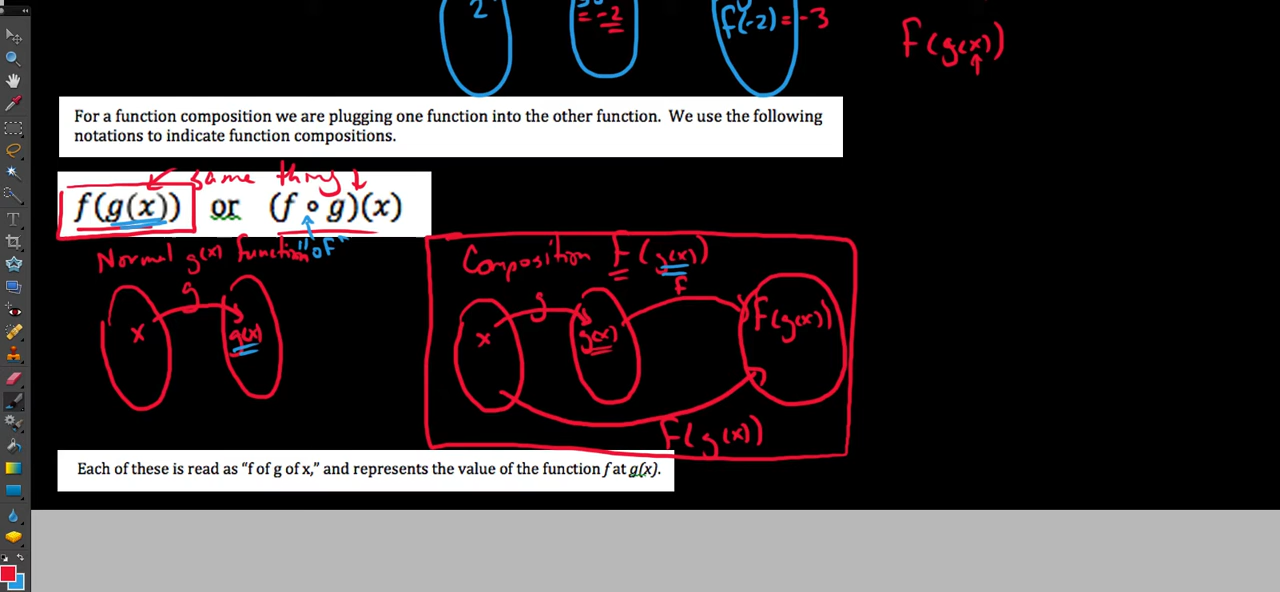 2
= -2
f(-2) = -3
F(g(x))
For a function composition we are plugging one function into the other function. We use the following
notations to indicate function compositions.
same thing
f(g(x)) or (f ∘ g)(x)
"of"
Normal g(x) function
g
x
g(x)
Composition F(g(x))
g
f
x
g(x)
F(g(x))
F(g(x))
Each of these is read as “f of g of x,” and represents the value of the function f at g(x).